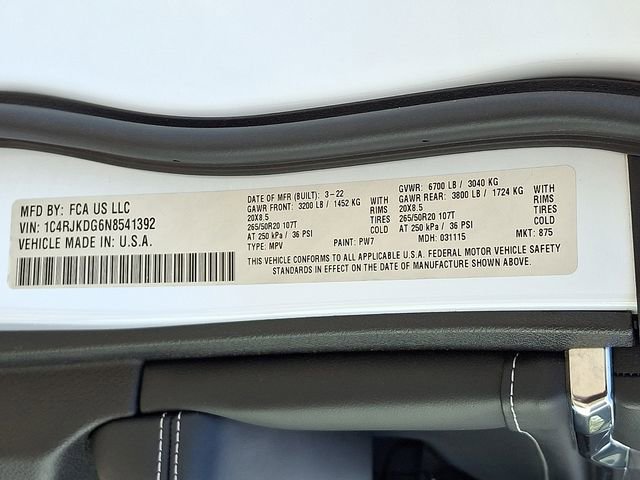 MFD BY: FCA US LLC
VIN: 1C4RJKDG6N8541392
VEHICLE MADE IN: U.S.A.
DATE OF MFR (BUILT): 3-22
GAWR FRONT: 3200 LB / 1452 KG WITH
20X8.5 RIMS
265/50R20 107T TIRES
AT 250 kPa / 36 PSI COLD
TYPE: MPV PAINT: PW7
GVWR: 6700 LB / 3040 KG
GAWR REAR: 3800 LB / 1724 KG WITH
20X8.5 RIMS
265/50R20 107T TIRES
AT 250 kPa / 36 PSI COLD
MDH: 031115 MKT: 875
THIS VEHICLE CONFORMS TO ALL APPLICABLE U.S.A. FEDERAL MOTOR VEHICLE SAFETY
STANDARDS IN EFFECT ON THE DATE OF MANUFACTURE SHOWN ABOVE.